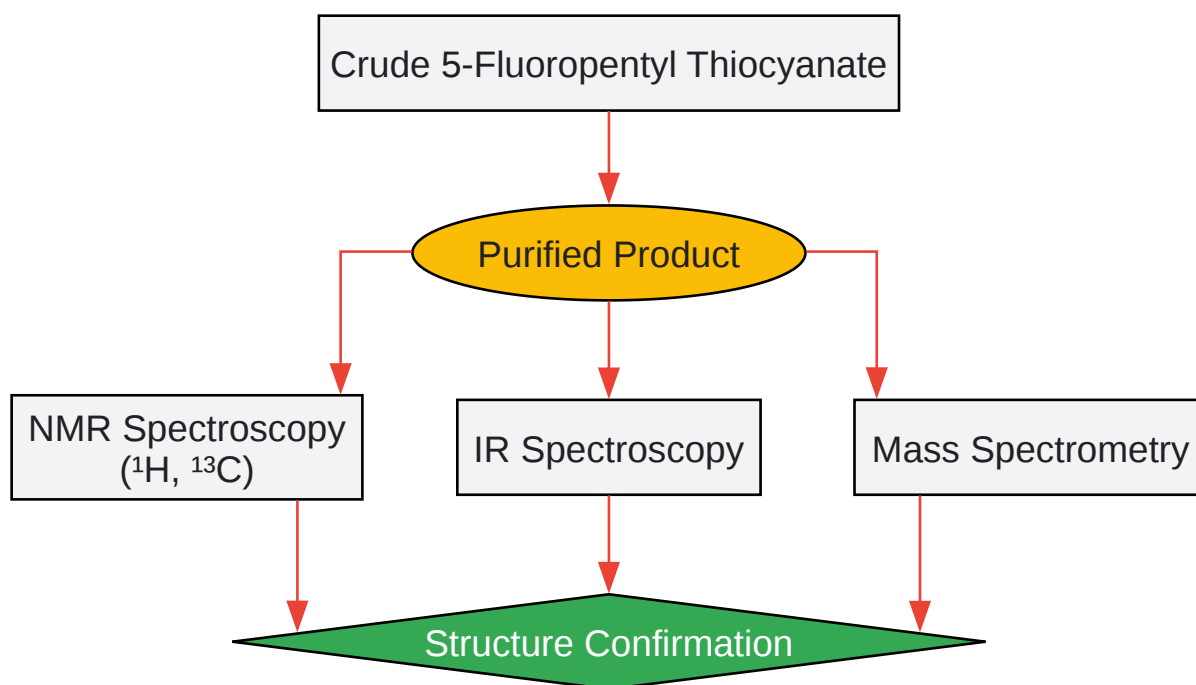 Crude 5-Fluoropentyl Thiocyanate
Purified Product
NMR Spectroscopy
(¹H, ¹³C)
IR Spectroscopy
Mass Spectrometry
Structure Confirmation